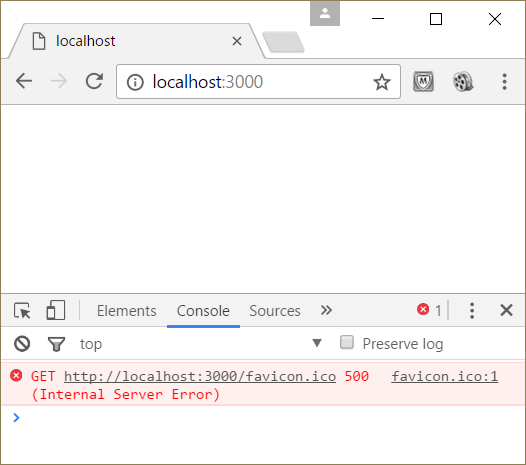 localhost
localhost:3000
Elements Console Sources 1
top Preserve log
GET http://localhost:3000/favicon.ico 500 favicon.ico:1
(Internal Server Error)